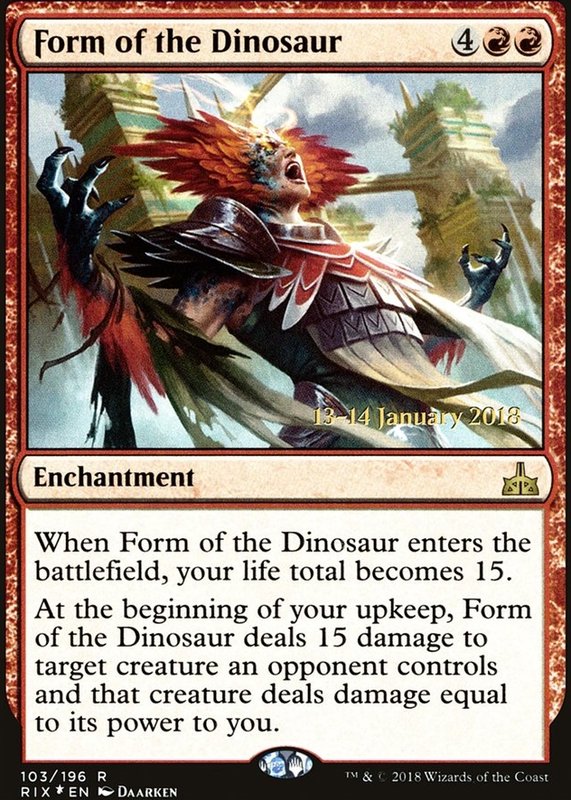 Form of the Dinosaur 4
13–14 January 2018
Enchantment
When Form of the Dinosaur enters the
battlefield, your life total becomes 15.
At the beginning of your upkeep, Form
of the Dinosaur deals 15 damage to
target creature an opponent controls
and that creature deals damage equal
to its power to you.
103/196 R
RIX★EN Daarken
™ & © 2018 Wizards of the Coast